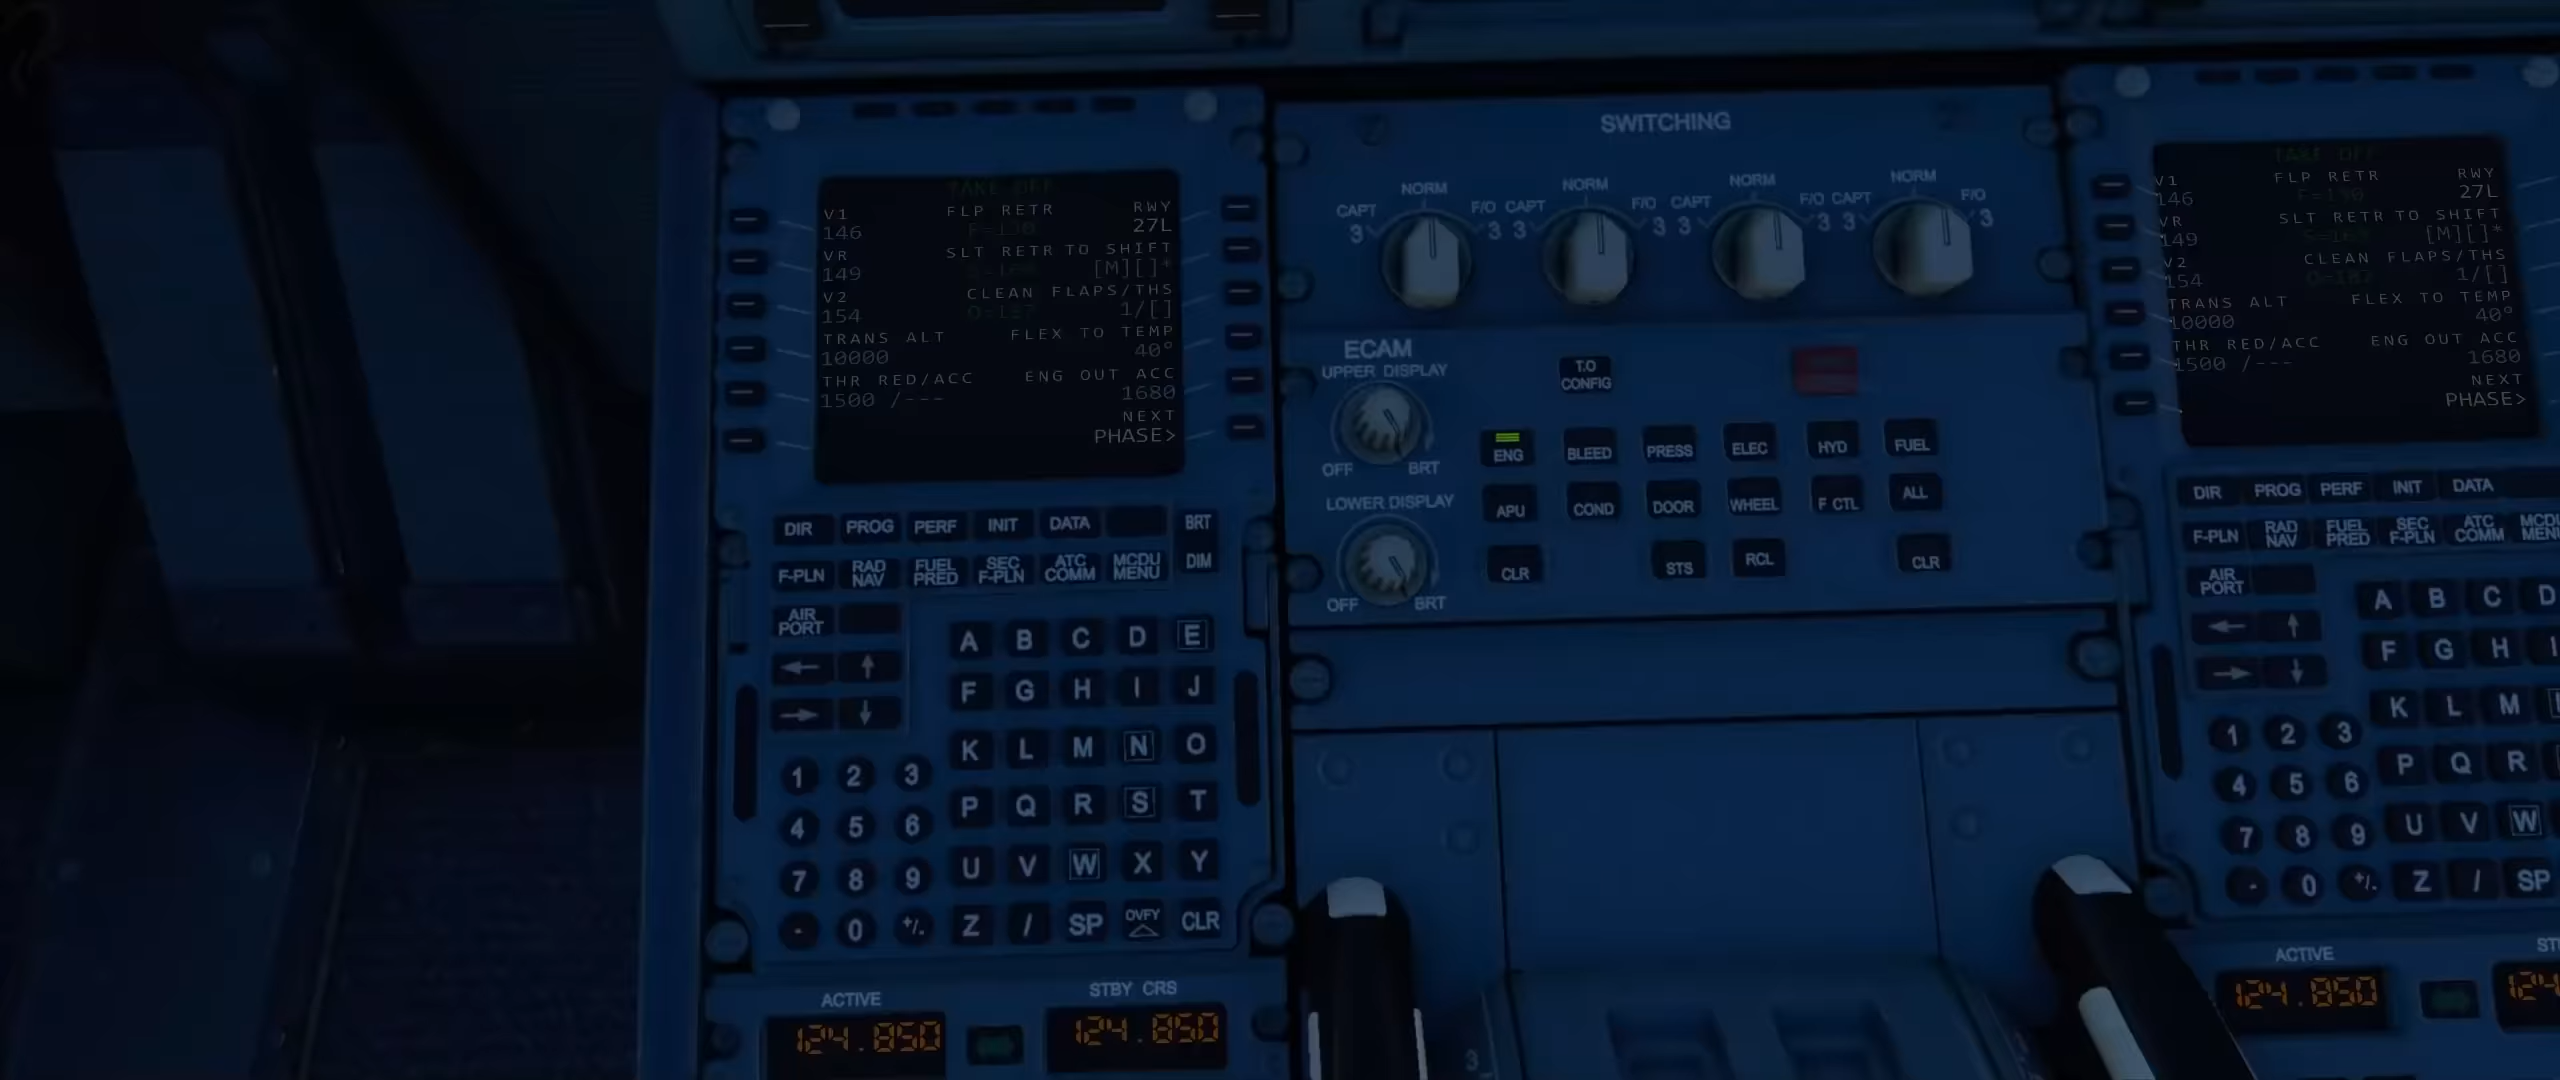 TAKE OFF
V1 FLP RETR RWY
146 F=130 27L
VR SLT RETR TO SHIFT
149 [M][]*
V2 CLEAN FLAPS/THS
154 O=187 1/[]
TRANS ALT FLEX TO TEMP
10000 40°
THR RED/ACC ENG OUT ACC
1500 /--- 1680
NEXT
PHASE>
DIR PROG PERF INIT DATA BRT
F-PLN RAD NAV FUEL PRED SEC F-PLN ATC COMM MCDU MENU DIM
AIR PORT
← ↑
→ ↓
A B C D E
F G H I J
K L M N O
P Q R S T
U V W X Y
Z / SP OVFY CLR
1 2 3
4 5 6
7 8 9
. 0 +/-
ACTIVE STBY CRS
124.850 124.850
SWITCHING
NORM NORM NORM NORM
CAPT F/O CAPT F/O CAPT F/O CAPT F/O
3 3 3 3 3 3 3 3
ECAM
UPPER DISPLAY
OFF BRT
LOWER DISPLAY
OFF BRT
T.O
CONFIG
ENG BLEED PRESS ELEC HYD FUEL
APU COND DOOR WHEEL F CTL ALL
CLR STS RCL CLR
3
TAKE OFF
V1 FLP RETR RWY
146 F=130 27L
VR SLT RETR TO SHIFT
149 [M][]*
V2 CLEAN FLAPS/THS
154 O=187 1/[]
TRANS ALT FLEX TO TEMP
10000 40°
THR RED/ACC ENG OUT ACC
1500 /--- 1680
NEXT
PHASE>
DIR PROG PERF INIT DATA
F-PLN RAD NAV FUEL PRED SEC F-PLN ATC COMM
AIR PORT
← ↑
→ ↓
A B C D
F G H I
K L M
P Q R
U V W
Z / SP
1 2 3
4 5 6
7 8 9
. 0 +/-
ACTIVE
124.850